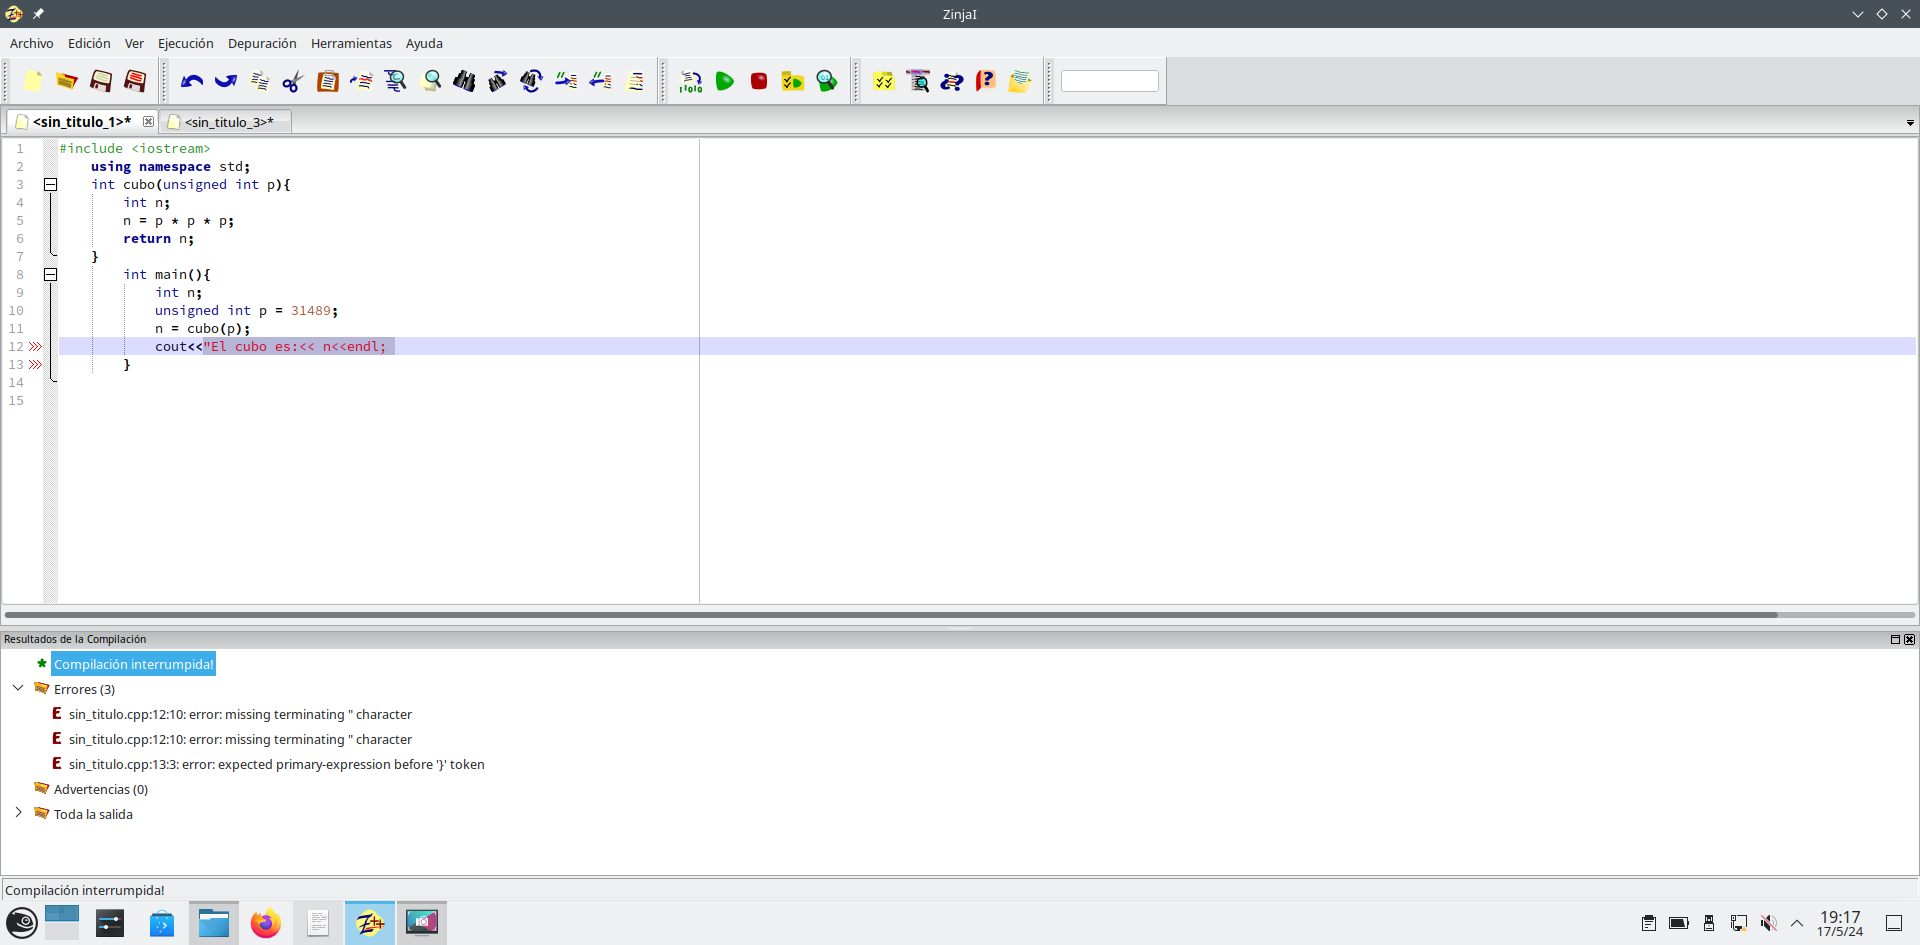 ZinjaI
Archivo Edición Ver Ejecución Depuración Herramientas Ayuda
<sin_titulo_1>* <sin_titulo_3>*
1 #include <iostream>
2 using namespace std;
3 int cubo(unsigned int p){
4 int n;
5 n = p * p * p;
6 return n;
7 }
8 int main(){
9 int n;
10 unsigned int p = 31489;
11 n = cubo(p);
12 cout<<"El cubo es:<< n<<endl;
13 }
14
15
Resultados de la Compilación
Compilación interrumpida!
Errores (3)
sin_titulo.cpp:12:10: error: missing terminating " character
sin_titulo.cpp:12:10: error: missing terminating " character
sin_titulo.cpp:13:3: error: expected primary-expression before '}' token
Advertencias (0)
Toda la salida
Compilación interrumpida!
19:17
17/5/24